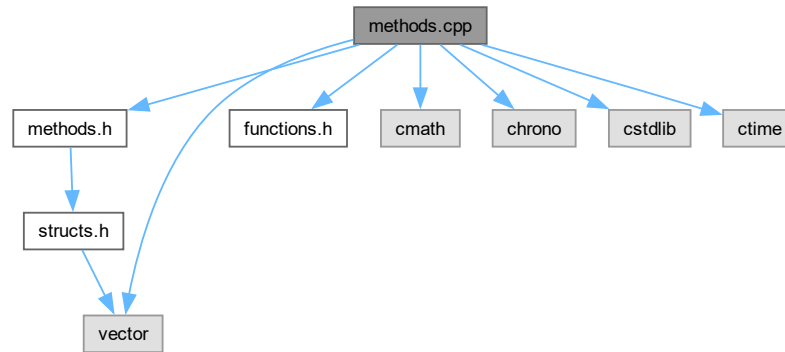 methods.cpp
methods.h
functions.h
cmath
chrono
cstdlib
ctime
structs.h
vector